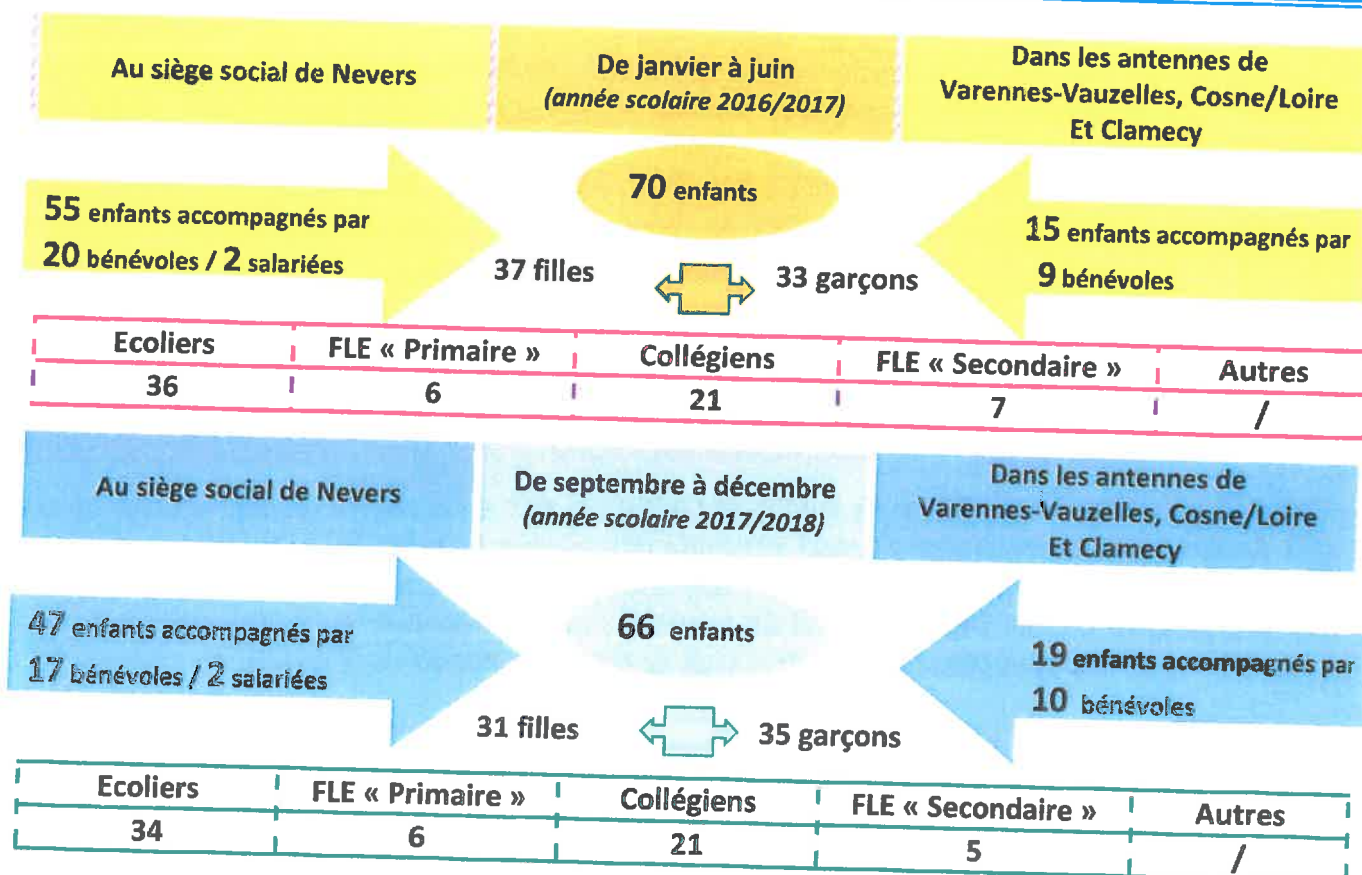 Au siège social de Nevers
De janvier à juin
(année scolaire 2016/2017)
Dans les antennes de
Varennes-Vauzelles, Cosne/Loire
Et Clamecy
70 enfants
55 enfants accompagnés par
20 bénévoles / 2 salariées
15 enfants accompagnés par
9 bénévoles
37 filles
33 garçons
Ecoliers FLE « Primaire » Collégiens FLE « Secondaire » Autres
36 6 21 7 /
Au siège social de Nevers
De septembre à décembre
(année scolaire 2017/2018)
Dans les antennes de
Varennes-Vauzelles, Cosne/Loire
Et Clamecy
66 enfants
47 enfants accompagnés par
17 bénévoles / 2 salariées
19 enfants accompagnés par
10 bénévoles
31 filles
35 garçons
Ecoliers FLE « Primaire » Collégiens FLE « Secondaire » Autres
34 6 21 5 /